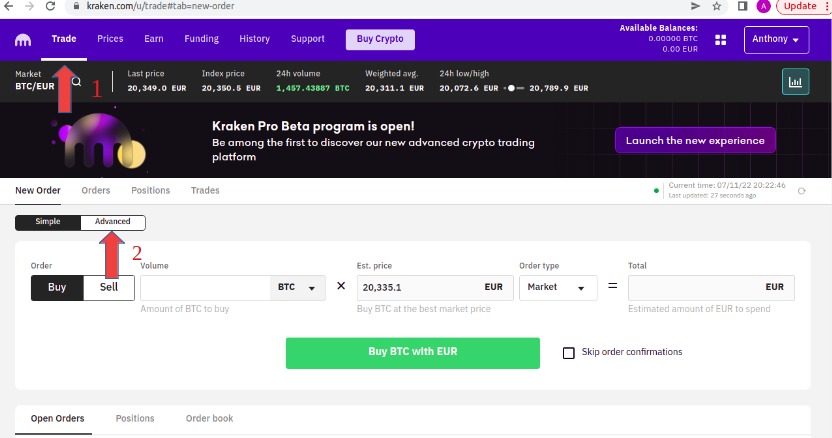 kraken.com/u/trade#tab=new-order
A
Update
Trade
Prices
Earn
Funding
History
Support
Buy Crypto
Available Balances:
0.00000 BTC
0.00 EUR
Anthony
Market
BTC/EUR
1
Last price
20,349.0 EUR
Index price
20,350.5 EUR
24h volume
1,457.43887 BTC
Weighted avg.
20,311.1 EUR
24h low/high
20,072.6 EUR
20,789.9 EUR
Kraken Pro Beta program is open!
Be among the first to discover our new advanced crypto trading
platform
Launch the new experience
New Order
Orders
Positions
Trades
Current time: 07/11/22 20:22:46
Last updated: 27 seconds ago
Simple
Advanced
2
Order
Buy
Sell
Volume
BTC
Amount of BTC to buy
×
Est. price
20,335.1 EUR
Buy BTC at the best market price
Order type
Market
=
Total
EUR
Estimated amount of EUR to spend
Buy BTC with EUR
Skip order confirmations
Open Orders
Positions
Order book